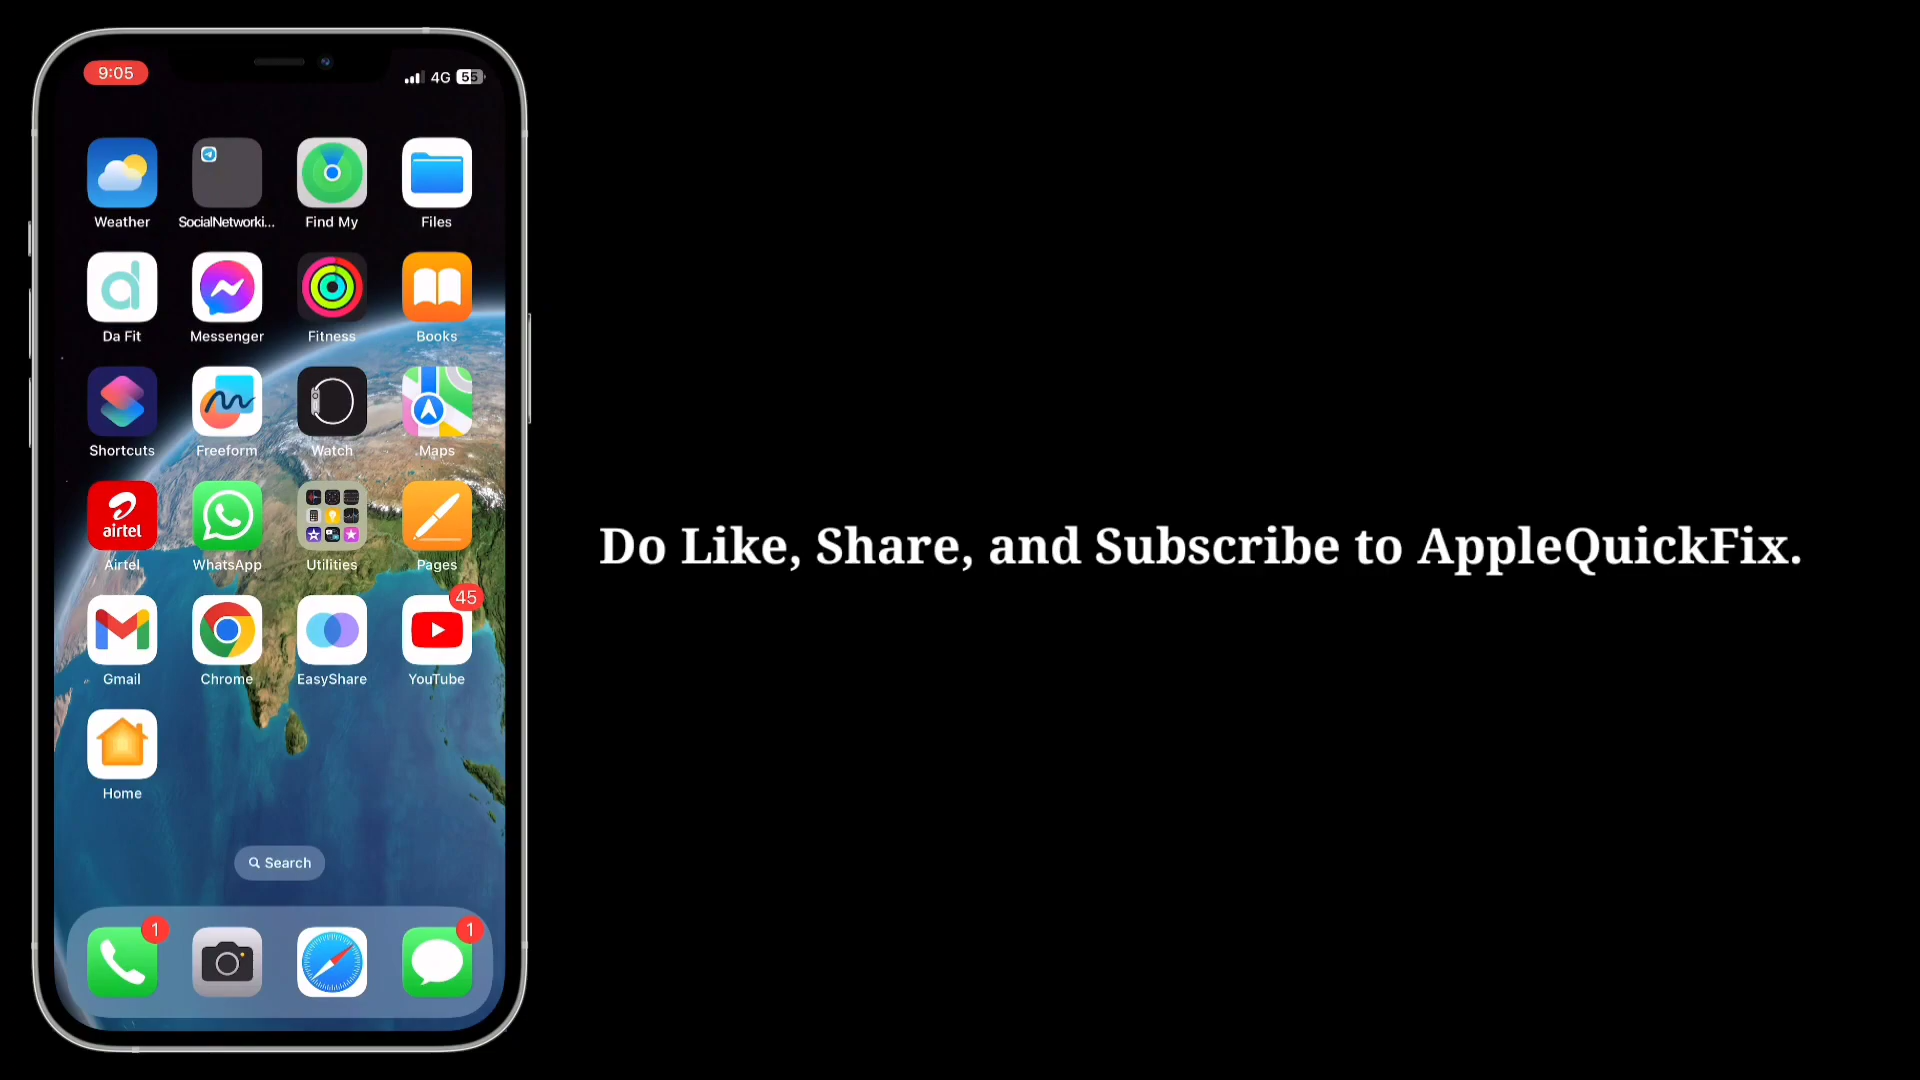 9:05
4G 55
Weather
SocialNetworki...
Find My
Files
Da Fit
Messenger
Fitness
Books
Shortcuts
Freeform
Watch
Maps
airtel
Airtel
WhatsApp
Utilities
Pages
45
Gmail
Chrome
EasyShare
YouTube
Home
Search
1
1
Do Like, Share, and Subscribe to AppleQuickFix.